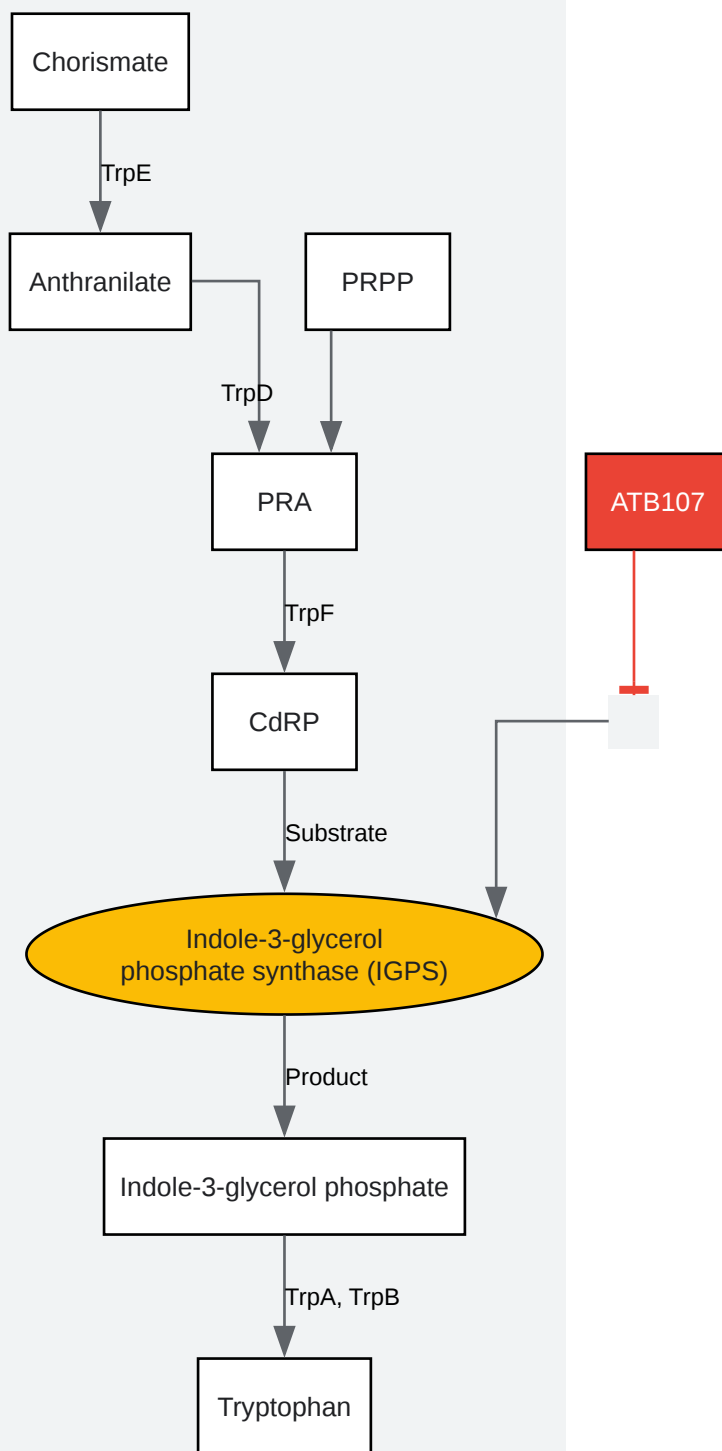 Chorismate
TrpE
Anthranilate
PRPP
TrpD
PRA
ATB107
TrpF
CdRP
Substrate
Indole-3-glycerol
phosphate synthase (IGPS)
Product
Indole-3-glycerol phosphate
TrpA, TrpB
Tryptophan